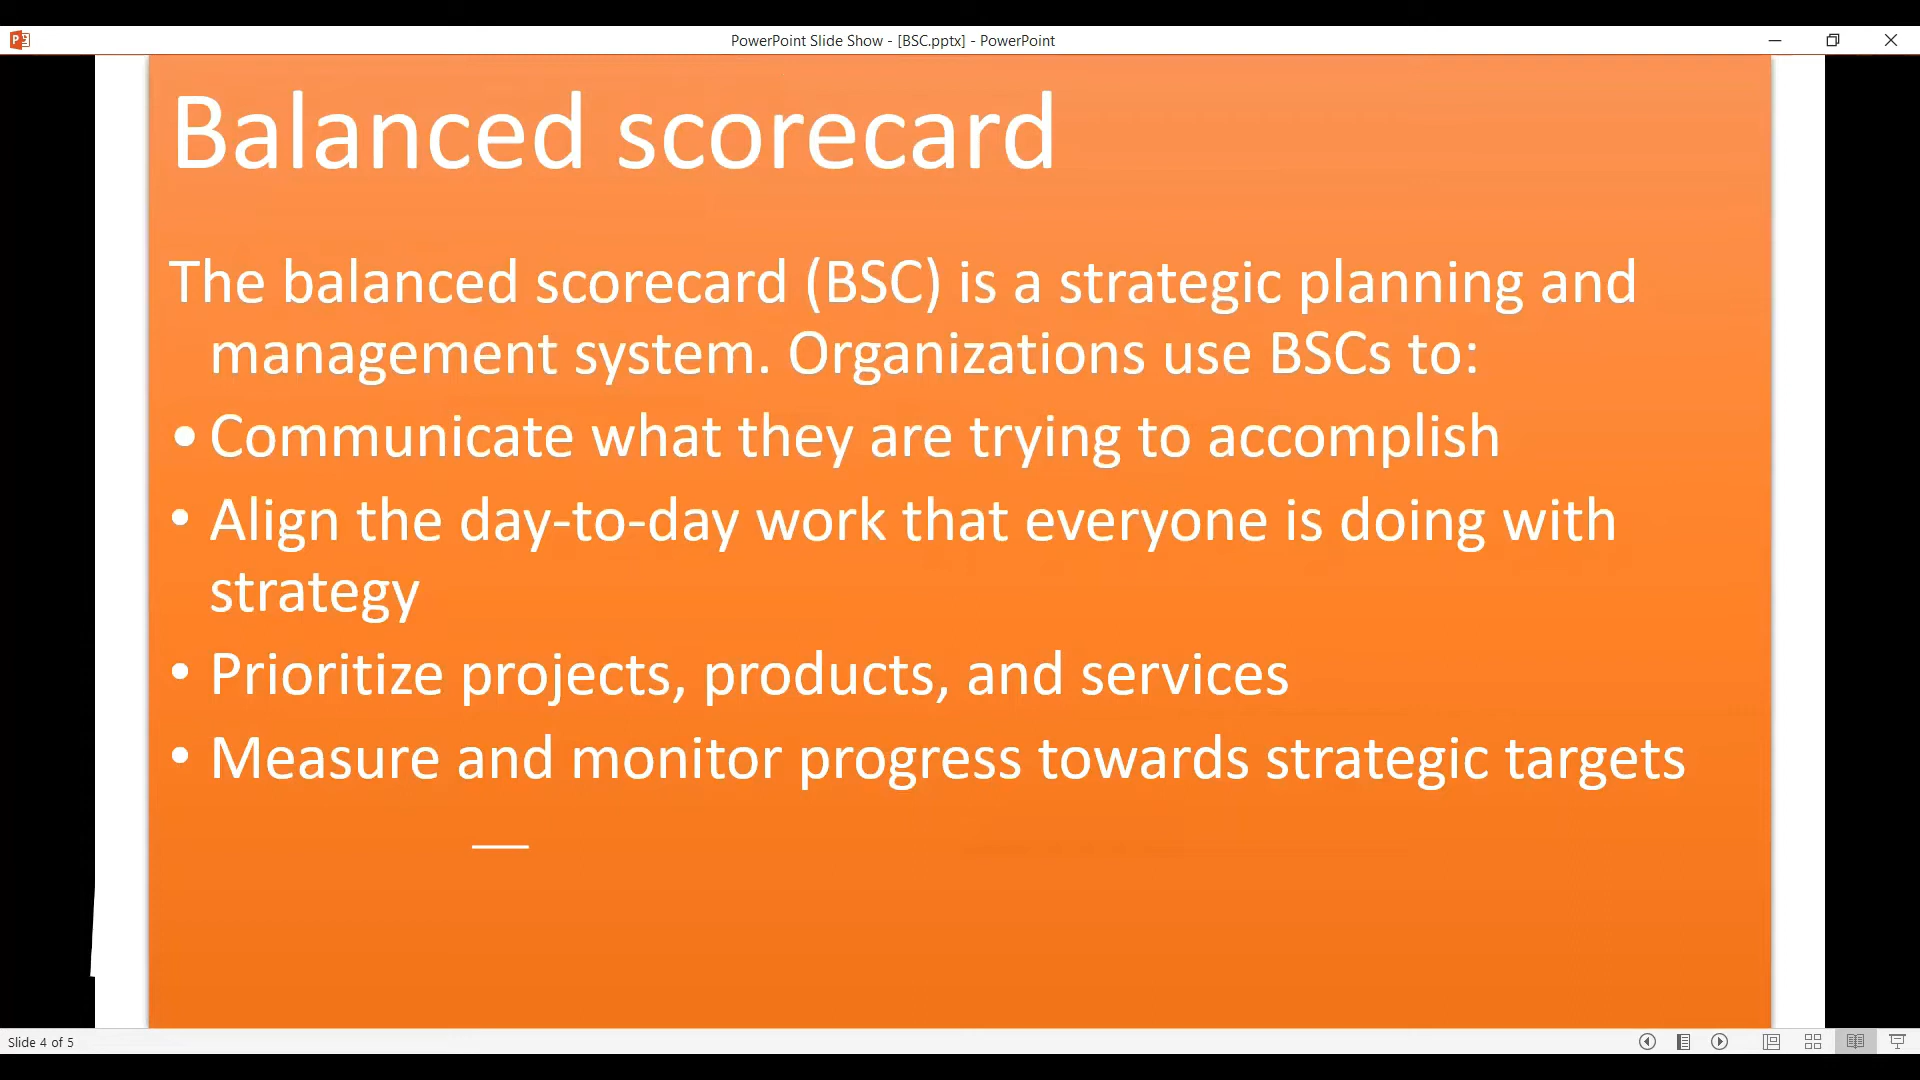 PowerPoint Slide Show - [BSC.pptx] - PowerPoint
Balanced scorecard
The balanced scorecard (BSC) is a strategic planning and
management system. Organizations use BSCs to:
• Communicate what they are trying to accomplish
• Align the day-to-day work that everyone is doing with
strategy
• Prioritize projects, products, and services
• Measure and monitor progress towards strategic targets
Slide 4 of 5